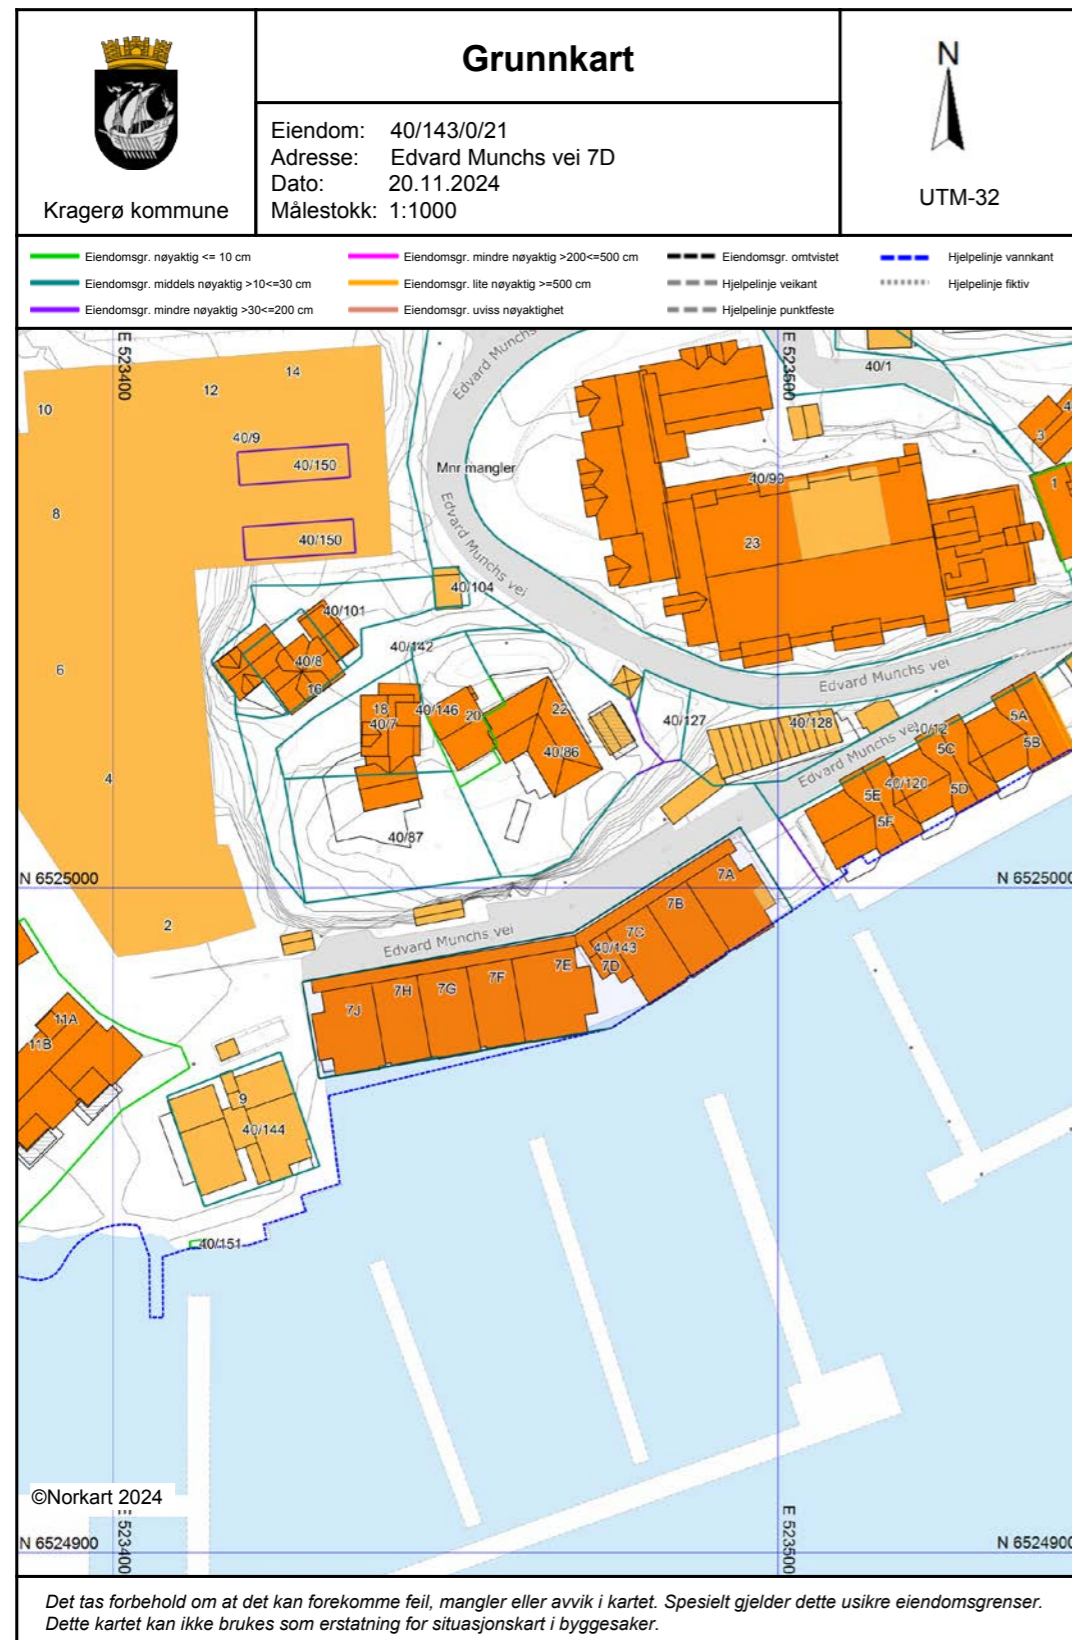 Kragerø kommune
Grunnkart
Eiendom: 40/143/0/21
Adresse: Edvard Munchs vei 7D
Dato: 20.11.2024
Målestokk: 1:1000
N
UTM-32
Eiendomsgr. nøyaktig <= 10 cm
Eiendomsgr. middels nøyaktig >10<=30 cm
Eiendomsgr. mindre nøyaktig >30<=200 cm
Eiendomsgr. mindre nøyaktig >200<=500 cm
Eiendomsgr. lite nøyaktig >=500 cm
Eiendomsgr. uviss nøyaktighet
Eiendomsgr. omtvistet
Hjelpelinje veikant
Hjelpelinje punktfeste
Hjelpelinje vannkant
Hjelpelinje fiktiv
E 523400
E 523500
Edvard Munchs
40/1
14
12
10
40/9
40/150
Mnr mangler
40/90
3
4
1
8
Edvard Munchs vei
40/150
23
40/104
40/101
40/142
40/8
16
6
Edvard Munchs vei
18
40/7
40/146
20
22
40/86
40/127
40/128
40/12
5A
5B
5C
Edvard Munchs vei
4
40/120
5E
5D
5F
40/87
N 6525000
N 6525000
7A
7B
2
7C
Edvard Munchs vei
40/143
7D
7E
7F
7G
7H
7J
11A
11B
9
40/144
40/151
©Norkart 2024
E 523400
E 523500
N 6524900
N 6524900
Det tas forbehold om at det kan forekomme feil, mangler eller avvik i kartet. Spesielt gjelder dette usikre eiendomsgrenser.
Dette kartet kan ikke brukes som erstatning for situasjonskart i byggesaker.